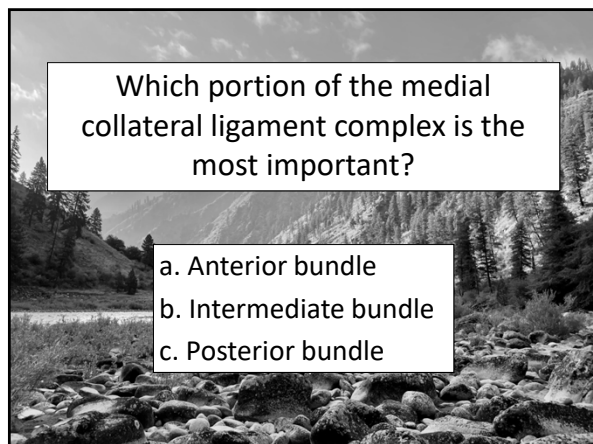 Which portion of the medial
collateral ligament complex is the
most important?
a. Anterior bundle
b. Intermediate bundle
c. Posterior bundle